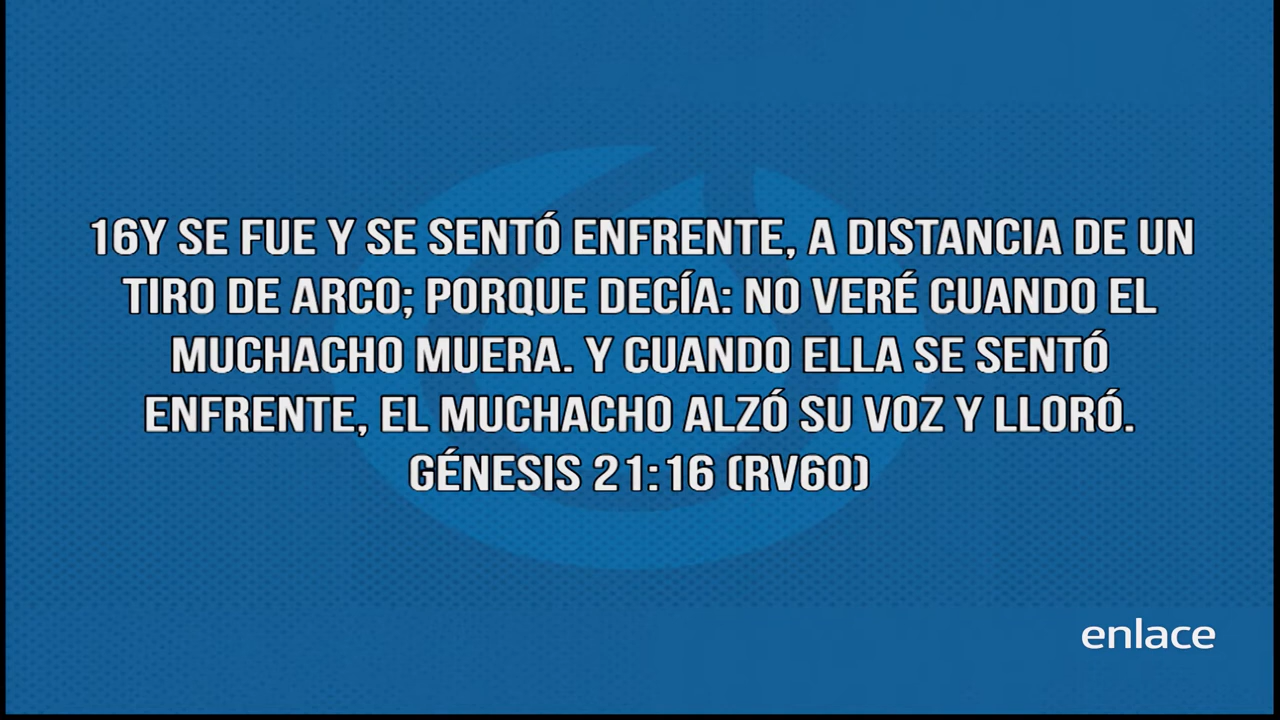 16Y SE FUE Y SE SENTÓ ENFRENTE, A DISTANCIA DE UN
TIRO DE ARCO; PORQUE DECÍA: NO VERÉ CUANDO EL
MUCHACHO MUERA. Y CUANDO ELLA SE SENTÓ
ENFRENTE, EL MUCHACHO ALZÓ SU VOZ Y LLORÓ.
GÉNESIS 21:16 (RV60)
enlace